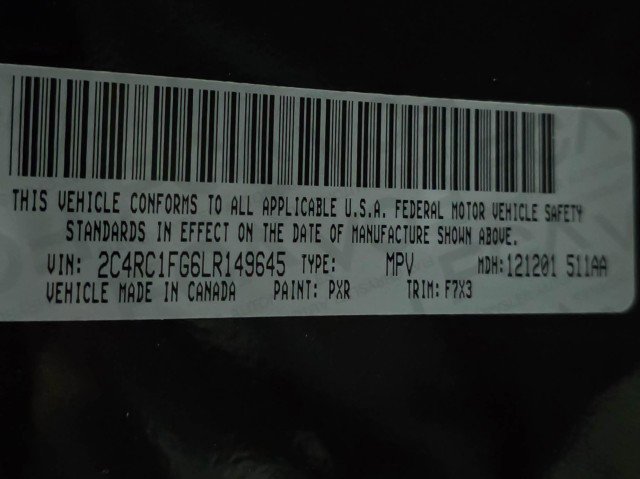 THIS VEHICLE CONFORMS TO ALL APPLICABLE U.S.A. FEDERAL MOTOR VEHICLE SAFETY
STANDARDS IN EFFECT ON THE DATE OF MANUFACTURE SHOWN ABOVE.
VIN: 2C4RC1FG6LR149645 TYPE: MPV MDH:121201 511AA
VEHICLE MADE IN CANADA PAINT: PXR TRIM: F7X3